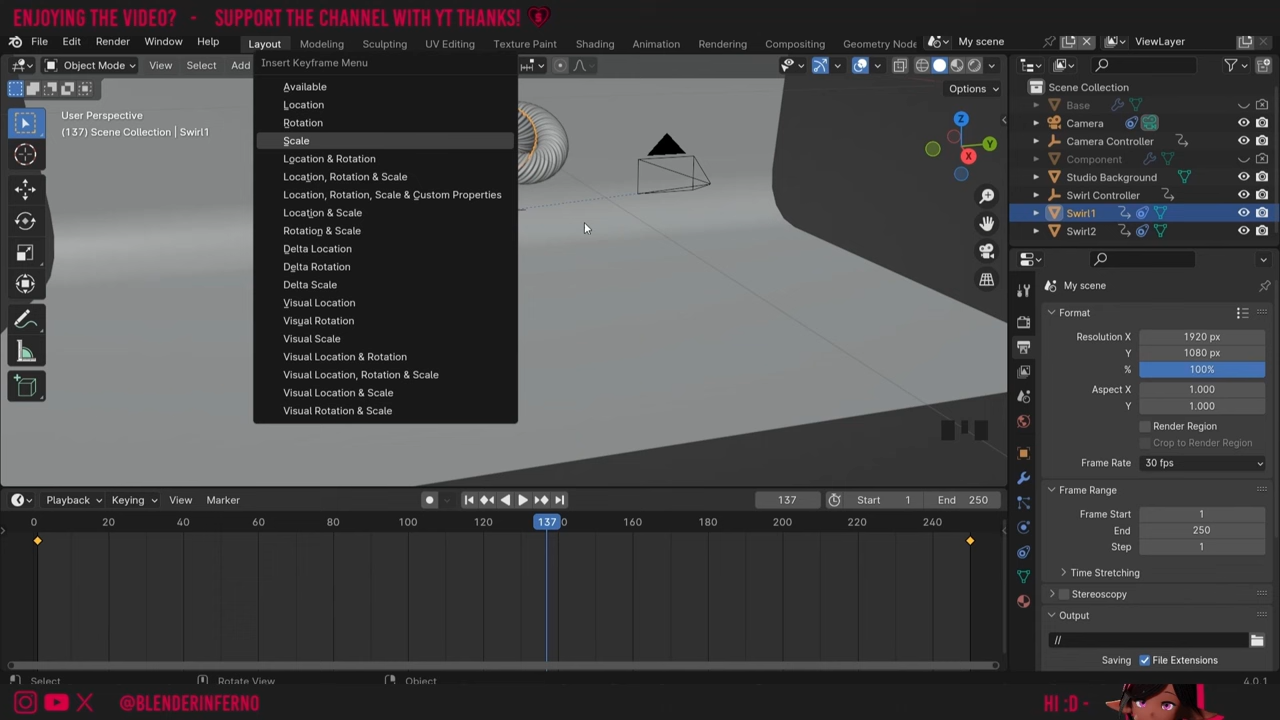 ENJOYING THE VIDEO? - SUPPORT THE CHANNEL WITH YT THANKS!
File Edit Render Window Help Layout Modeling Sculpting UV Editing Texture Paint Shading Animation Rendering Compositing Geometry Node My scene ViewLayer
Object Mode View Select Add
Options
User Perspective
(137) Scene Collection | Swirl1
Insert Keyframe Menu
Available
Location
Rotation
Scale
Location & Rotation
Location, Rotation & Scale
Location, Rotation, Scale & Custom Properties
Location & Scale
Rotation & Scale
Delta Location
Delta Rotation
Delta Scale
Visual Location
Visual Rotation
Visual Scale
Visual Location & Rotation
Visual Location, Rotation & Scale
Visual Location & Scale
Visual Rotation & Scale
Z
Y
X
Scene Collection
Base
Camera
Camera Controller
Component
Studio Background
Swirl Controller
Swirl1
Swirl2
My scene
Format
Resolution X 1920 px
Y 1080 px
% 100%
Aspect X 1.000
Y 1.000
Render Region
Crop to Render Region
Frame Rate 30 fps
Frame Range
Frame Start 1
End 250
Step 1
Time Stretching
Stereoscopy
Output
//
Saving File Extensions
Playback Keying View Marker 137 Start 1 End 250
0 20 40 60 80 100 120 137 0 160 180 200 220 240
Select Rotate View Object 4.0.1
@BLENDERINFERNO
HI :D -